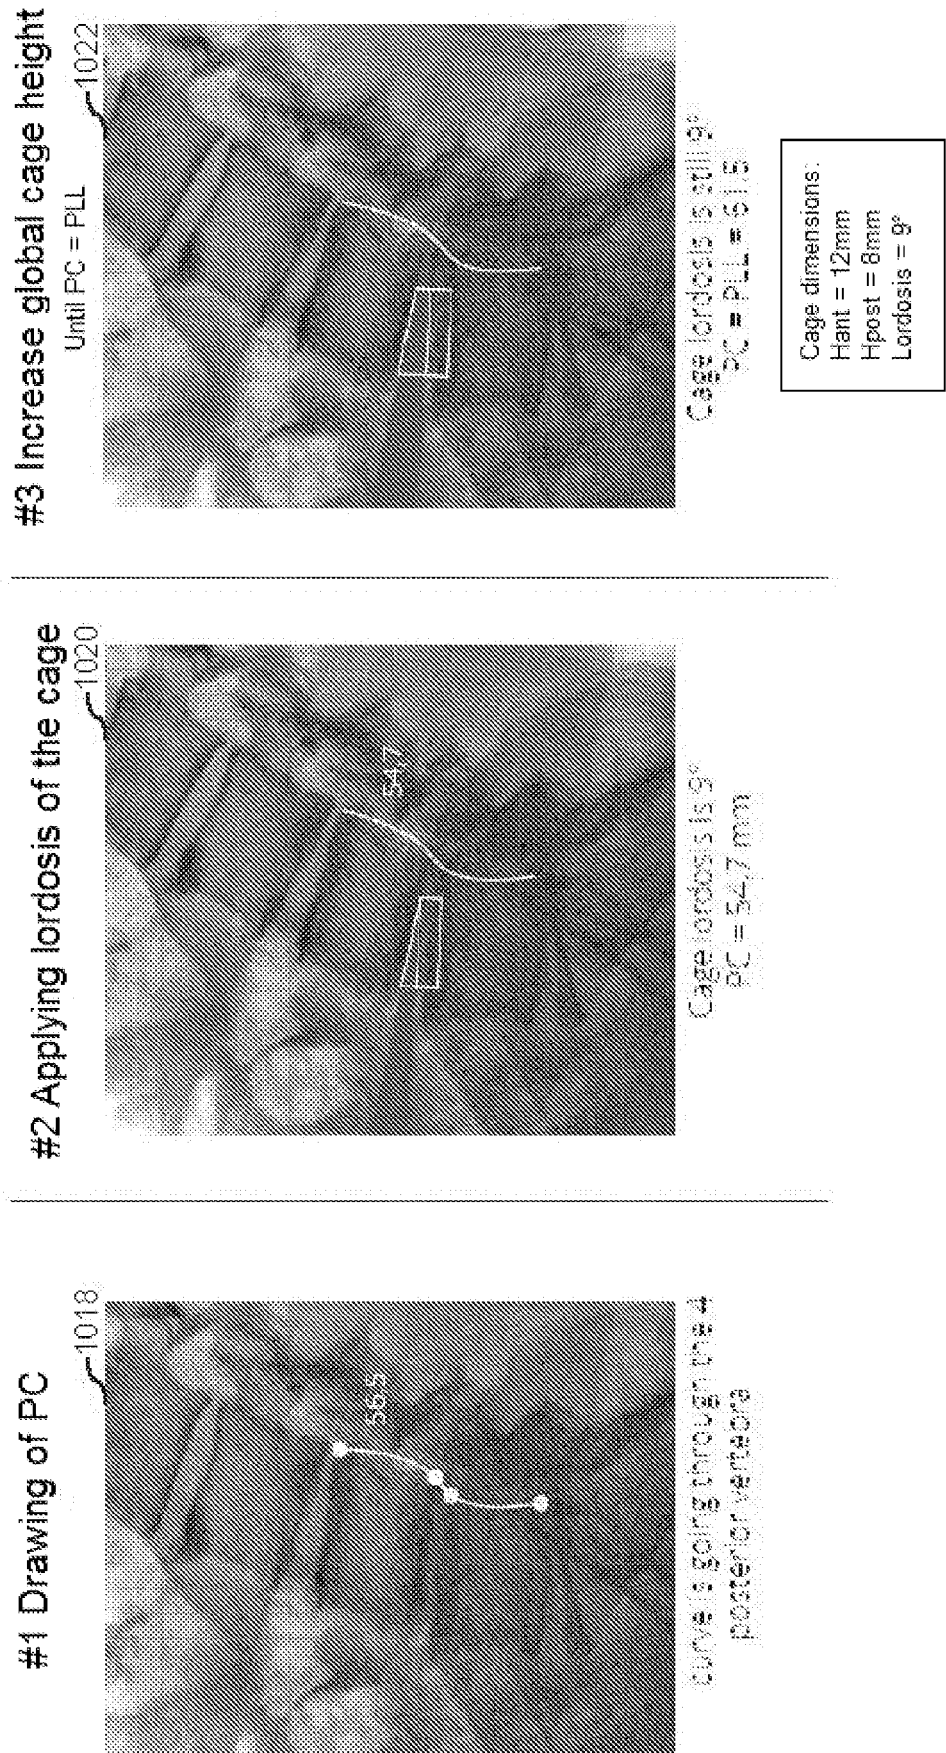 #1 Drawing of PC
1018
56.5
curve is going through the 4
posterior vertebra
#2 Applying lordosis of the cage
1020
54.7
Cage lordosis is 9°
PC = 54,7 mm
#3 Increase global cage height
Until PC = PLL
1022
Cage lordosis is still 9°
PC = PLL = 61.8
Cage dimensions:
Hant = 12mm
Hpost = 8mm
Lordosis = 9°